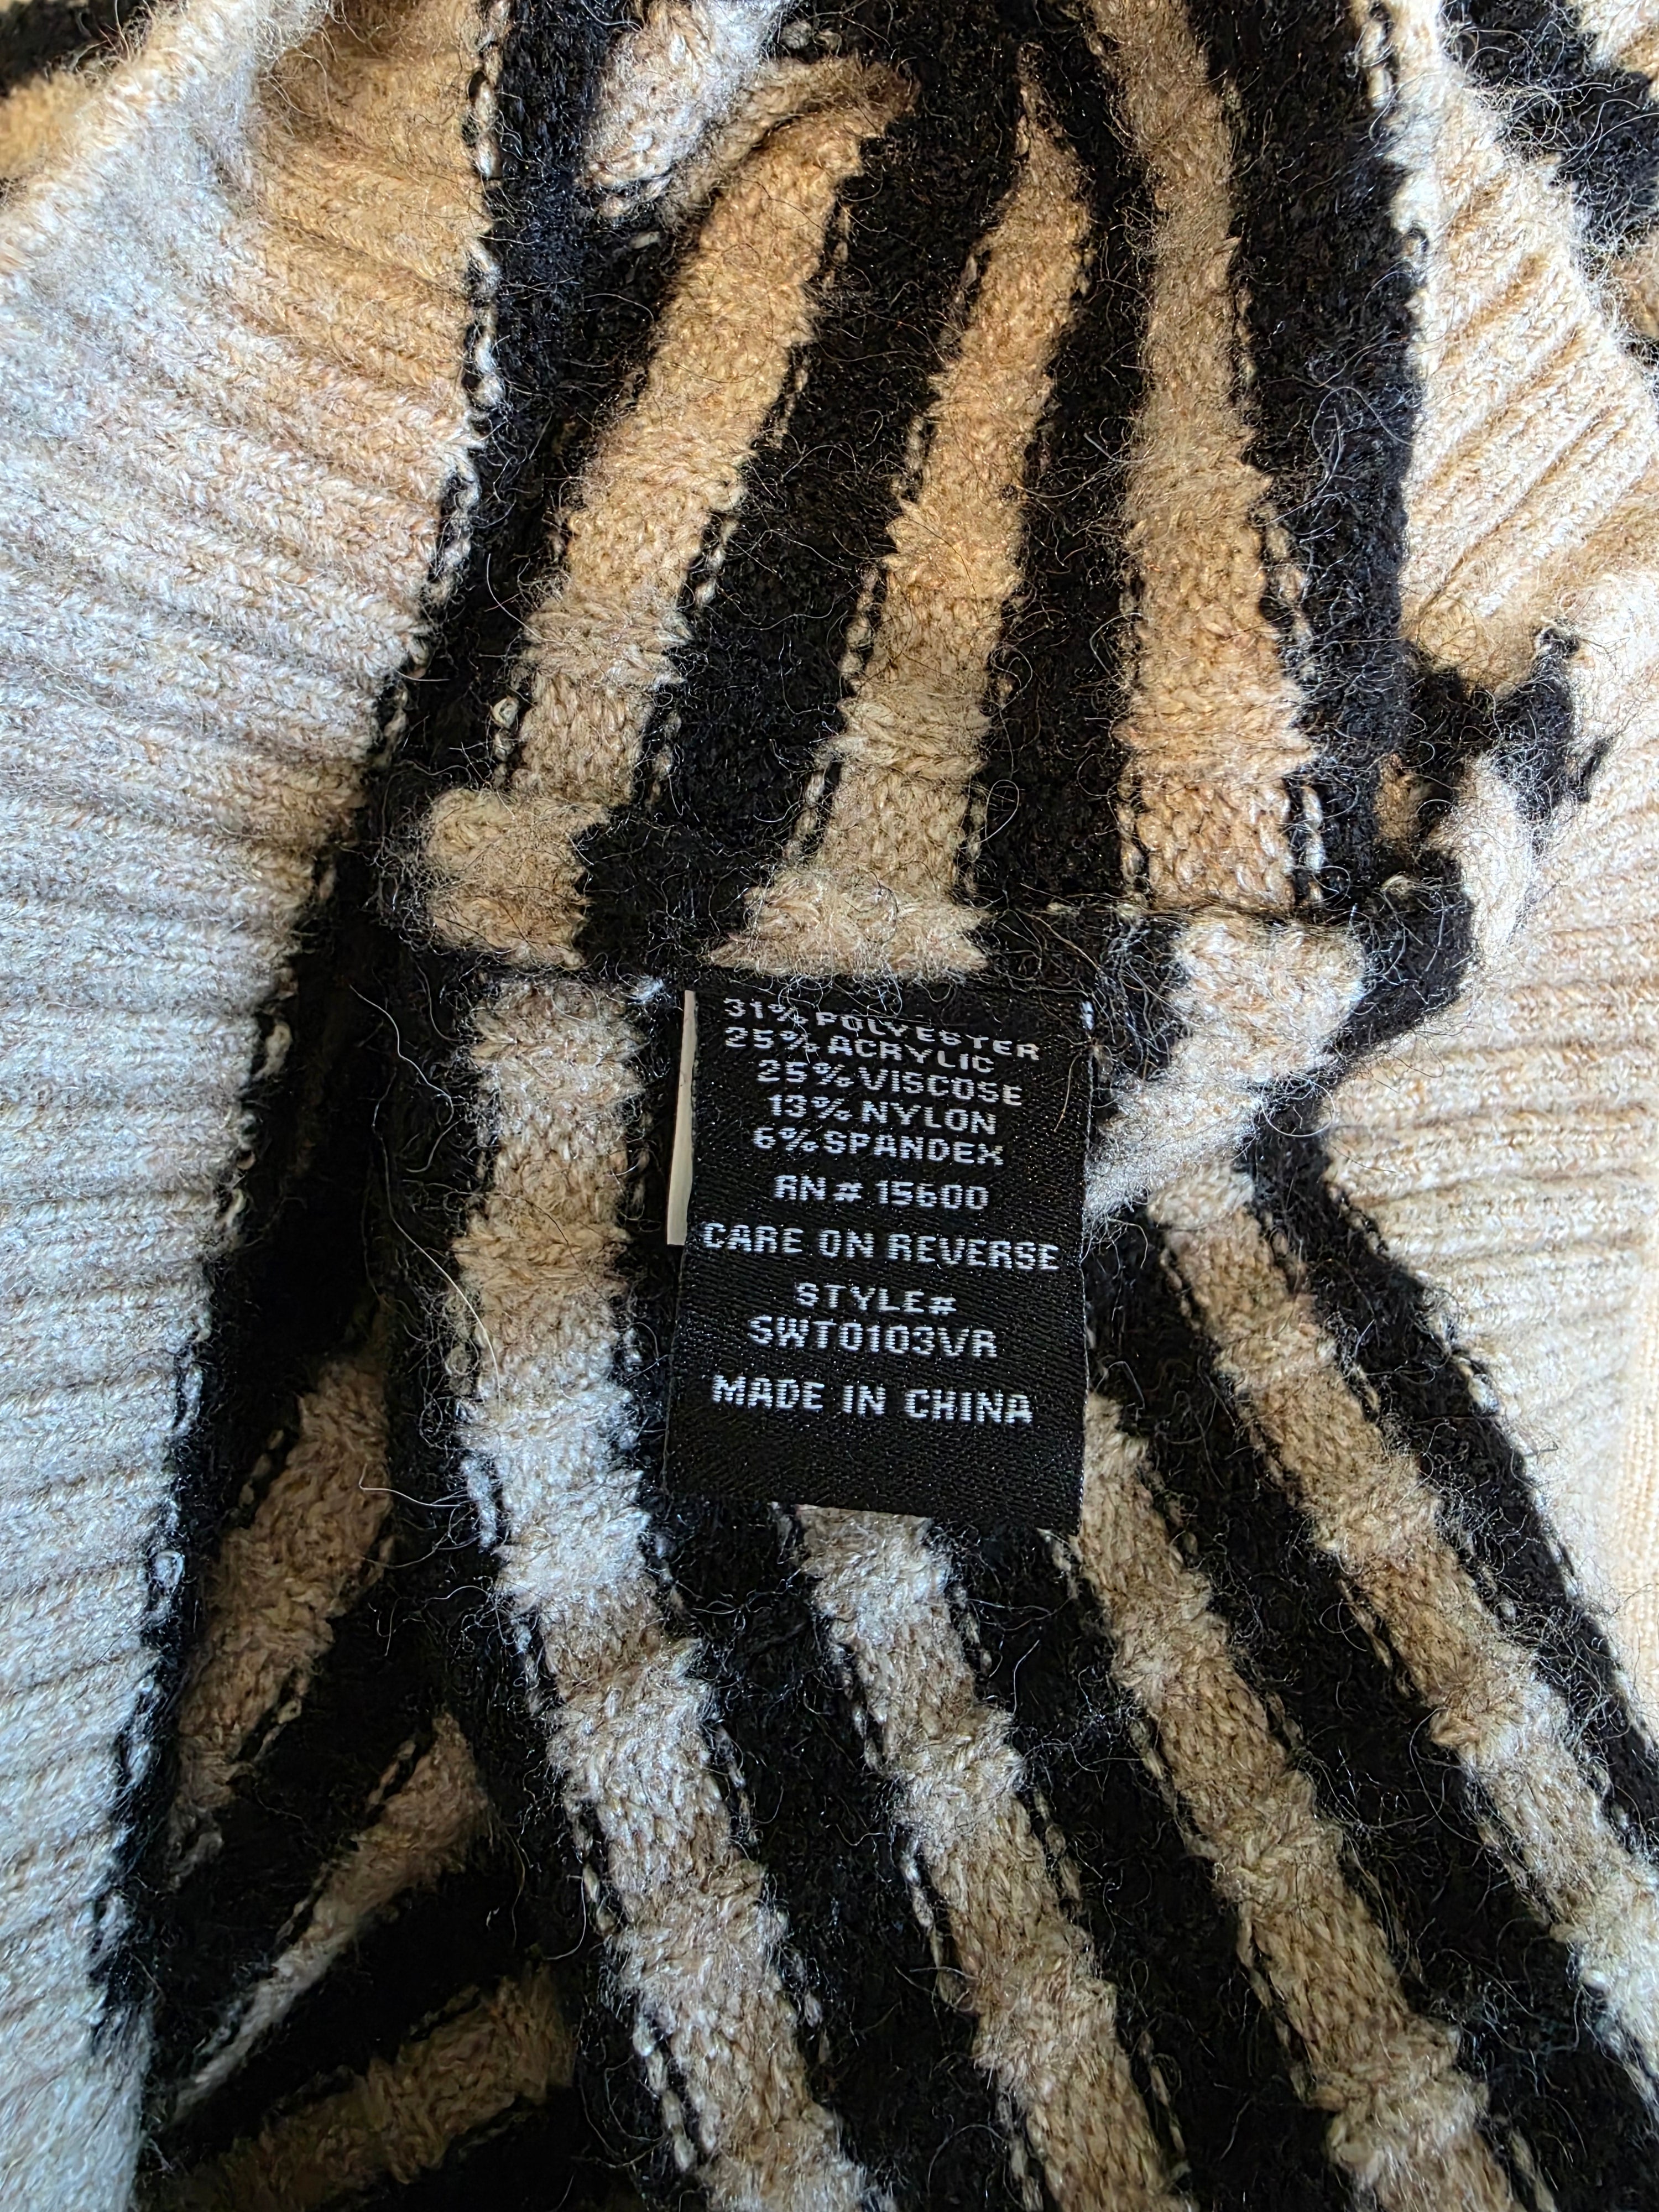 31% POLYESTER
25% ACRYLIC
25% VISCOSE
13% NYLON
6% SPANDEX
RN # 15600
CARE ON REVERSE
STYLE#
SWT0103VR
MADE IN CHINA